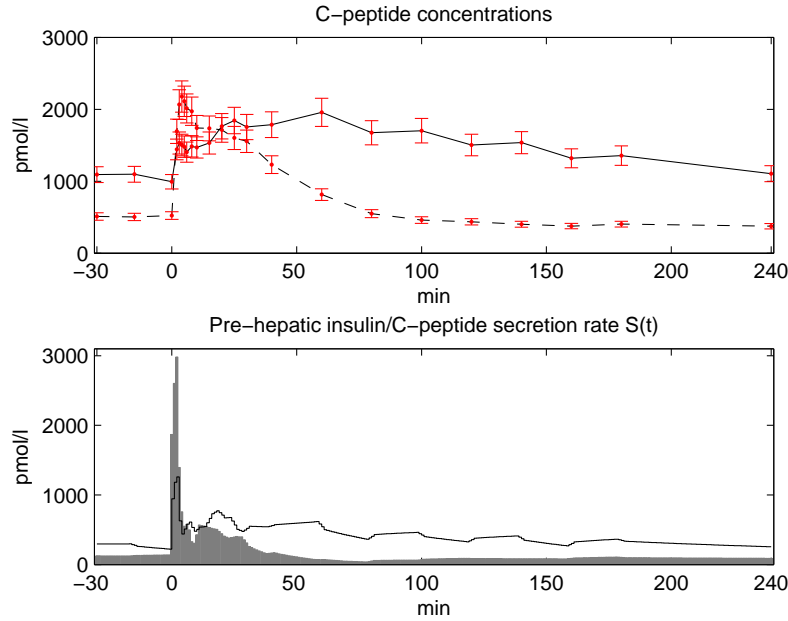 C−peptide concentrations
3000
2000
1000
0
pmol/l
−30 0 50 100 150 200 240
min
Pre−hepatic insulin/C−peptide secretion rate S(t)
3000
2000
1000
0
pmol/l
−30 0 50 100 150 200 240
min